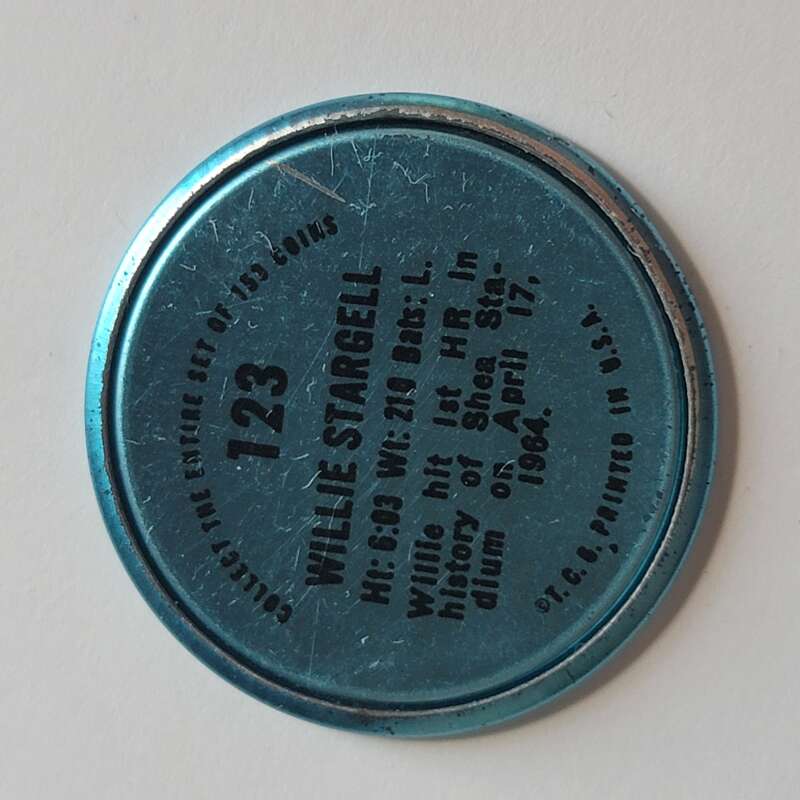 COLLECT THE ENTIRE SET OF 153 COINS
123
WILLIE STARGELL
Ht: 6:03 Wt: 210 Bats: L.
Willie hit 1st HR in
history of Shea Sta-
dium on April 17,
1964.
©T. C. G. PRINTED IN U.S.A.